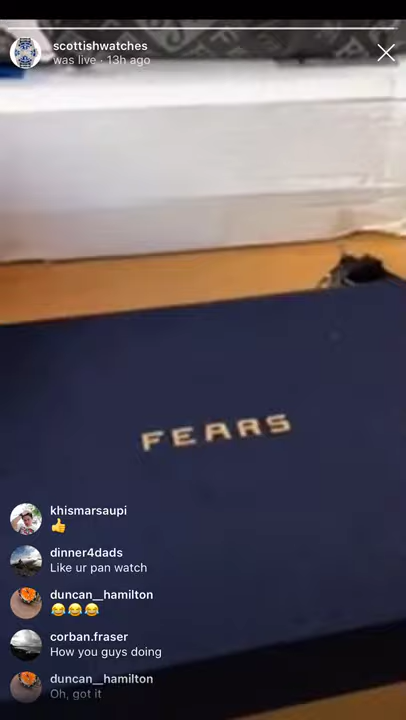 scottishwatches
was live · 13h ago
FEARS
khismarsaupi
👍
dinner4dads
Like ur pan watch
duncan__hamilton
😂😂😂
corban.fraser
How you guys doing
duncan__hamilton
Oh, got it